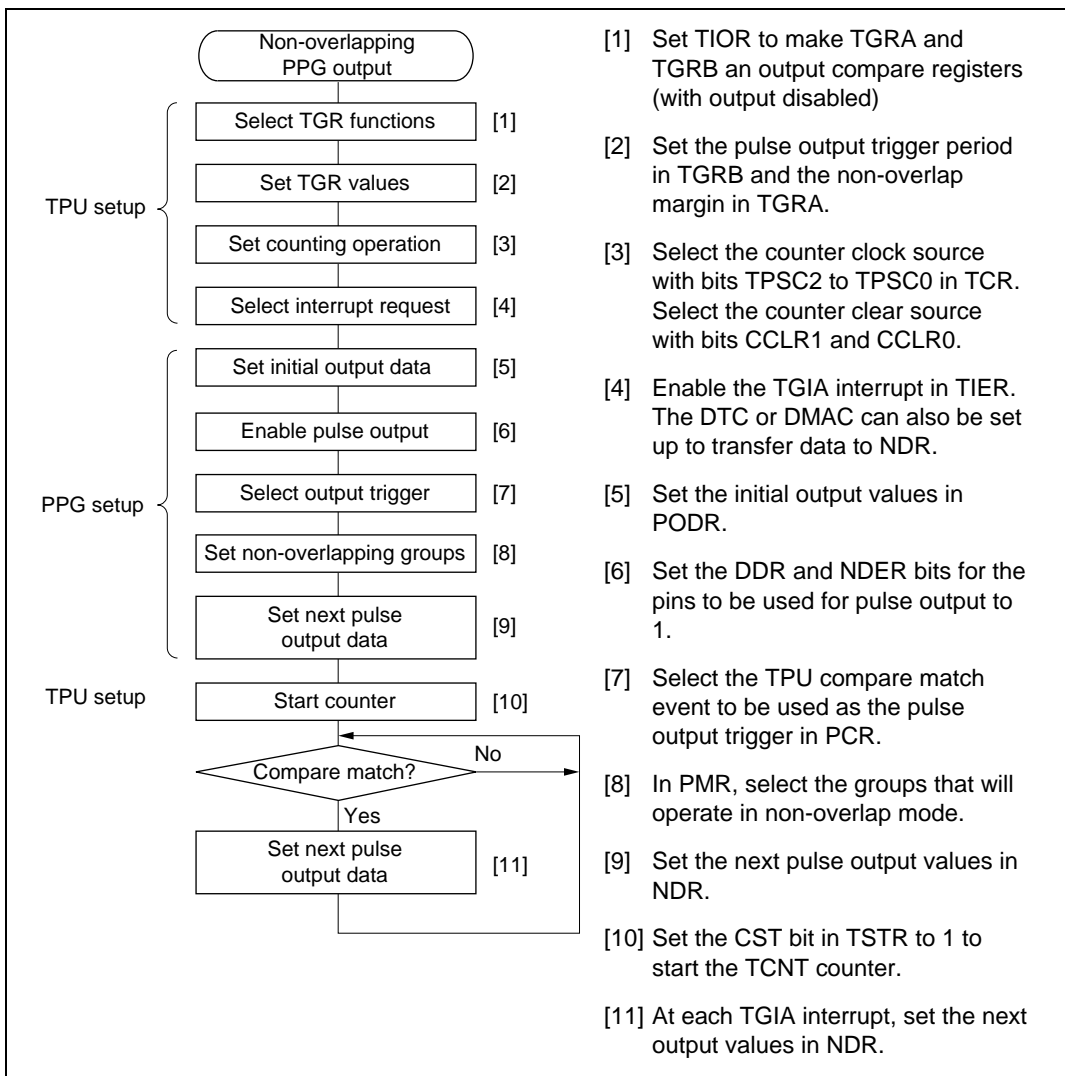 Non-overlapping
PPG output
TPU setup
Select TGR functions [1]
Set TGR values [2]
Set counting operation [3]
Select interrupt request [4]
PPG setup
Set initial output data [5]
Enable pulse output [6]
Select output trigger [7]
Set non-overlapping groups [8]
Set next pulse
output data [9]
TPU setup
Start counter [10]
Compare match?
No
Yes
Set next pulse
output data [11]
[1] Set TIOR to make TGRA and
TGRB an output compare registers
(with output disabled)
[2] Set the pulse output trigger period
in TGRB and the non-overlap
margin in TGRA.
[3] Select the counter clock source
with bits TPSC2 to TPSC0 in TCR.
Select the counter clear source
with bits CCLR1 and CCLR0.
[4] Enable the TGIA interrupt in TIER.
The DTC or DMAC can also be set
up to transfer data to NDR.
[5] Set the initial output values in
PODR.
[6] Set the DDR and NDER bits for the
pins to be used for pulse output to
1.
[7] Select the TPU compare match
event to be used as the pulse
output trigger in PCR.
[8] In PMR, select the groups that will
operate in non-overlap mode.
[9] Set the next pulse output values in
NDR.
[10] Set the CST bit in TSTR to 1 to
start the TCNT counter.
[11] At each TGIA interrupt, set the next
output values in NDR.